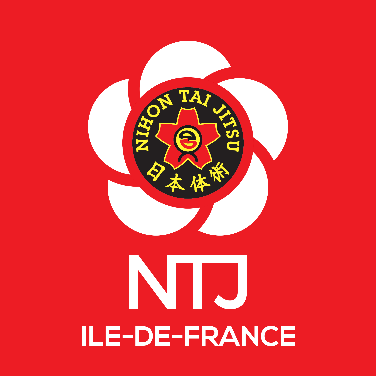 NIHON TAI JITSU
日本体術
NTJ
ILE-DE-FRANCE